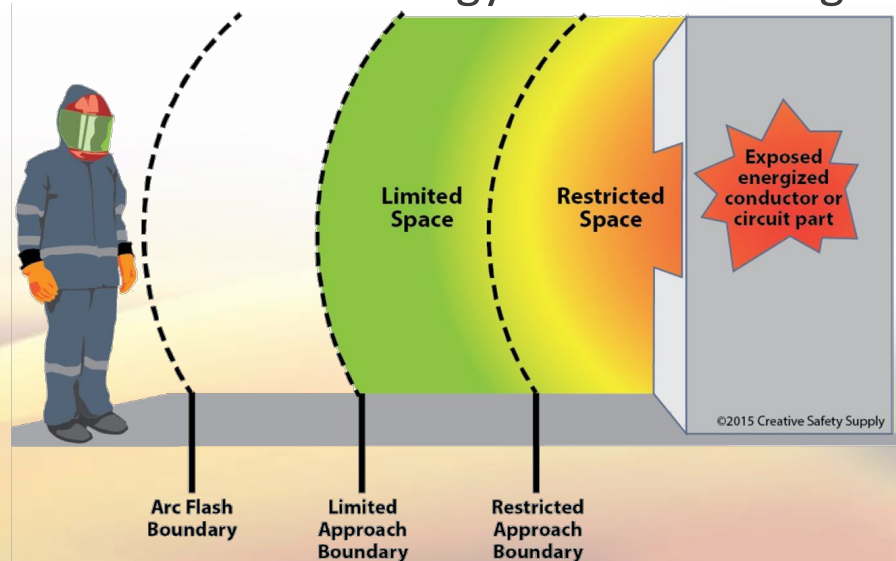 Limited
Space
Restricted
Space
Exposed
energized
conductor or
circuit part
©2015 Creative Safety Supply
Arc Flash
Boundary
Limited
Approach
Boundary
Restricted
Approach
Boundary